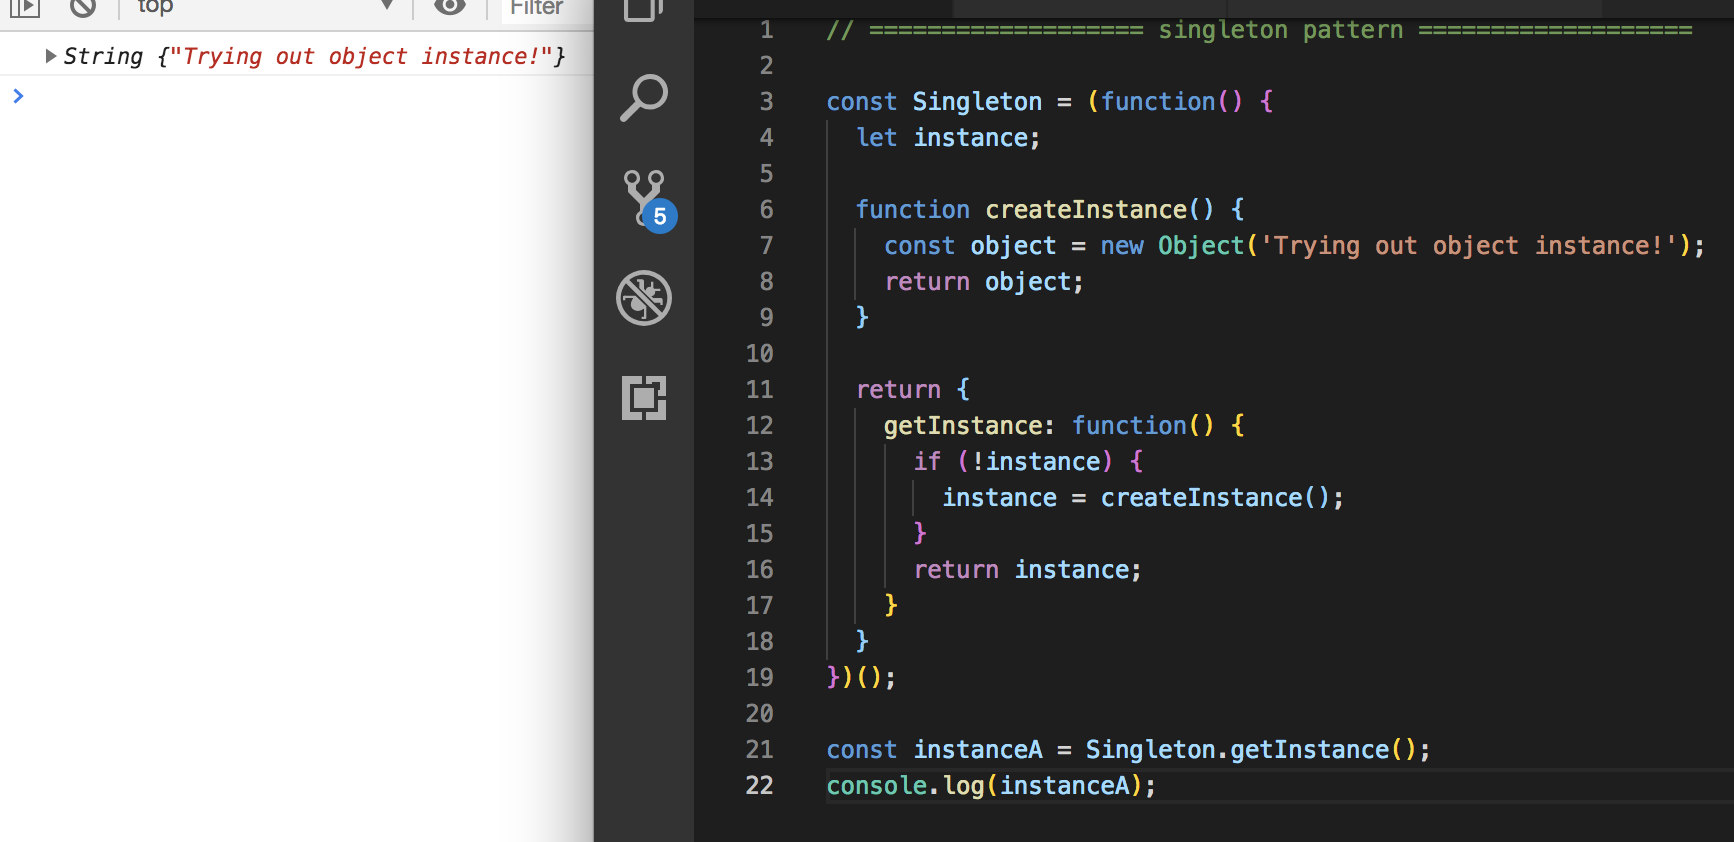 top
Filter
String {"Trying out object instance!"}
5
1 // =================== singleton pattern ===================
2
3 const Singleton = (function() {
4 let instance;
5
6 function createInstance() {
7 const object = new Object('Trying out object instance!');
8 return object;
9 }
10
11 return {
12 getInstance: function() {
13 if (!instance) {
14 instance = createInstance();
15 }
16 return instance;
17 }
18 }
19 })();
20
21 const instanceA = Singleton.getInstance();
22 console.log(instanceA);